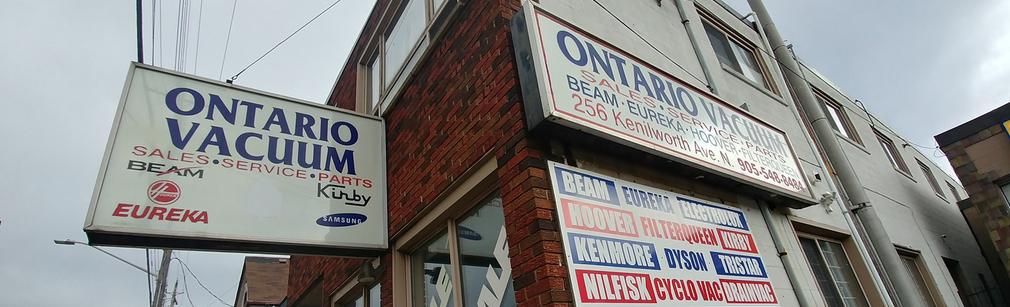 ONTARIO
VACUUM
SALES•SERVICE•PARTS
BEAM
Kirby
EUREKA
SAMSUNG
ONTARIO VACUUM
SALES•SERVICE•PARTS
BEAM•EUREKA•HOOVER•FILTER QUEEN
256 Kenilworth Ave. N. 905-548-8484
BEAM EUREKA ELECTROLUX
HOOVER FILTERQUEEN KIRBY
KENMORE DYSON TRISTAR
NILFISK CYCLO VAC DRAINVAC